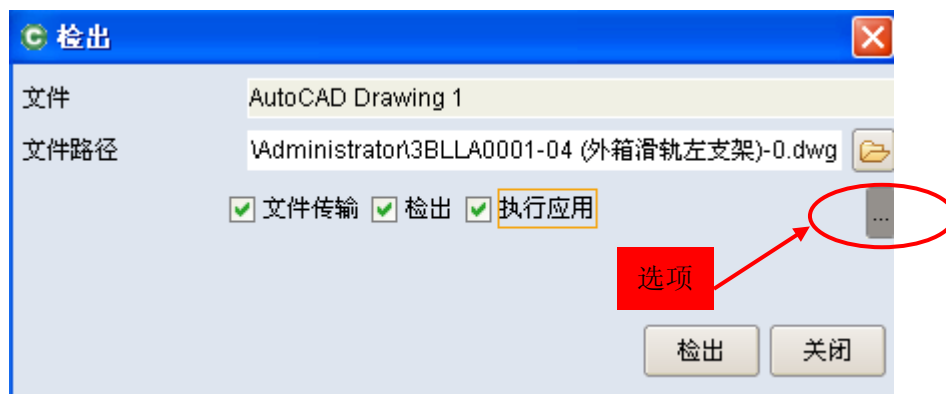 检出
文件 AutoCAD Drawing 1
文件路径 \Administrator\3BLLA0001-04 (外箱滑轨左支架)-0.dwg
文件传输 检出 执行应用 ...
选项
检出 关闭